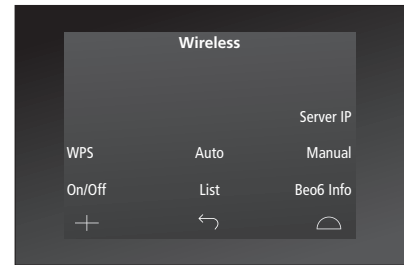 Wireless
Server IP
WPS Auto Manual
On/Off List Beo6 Info